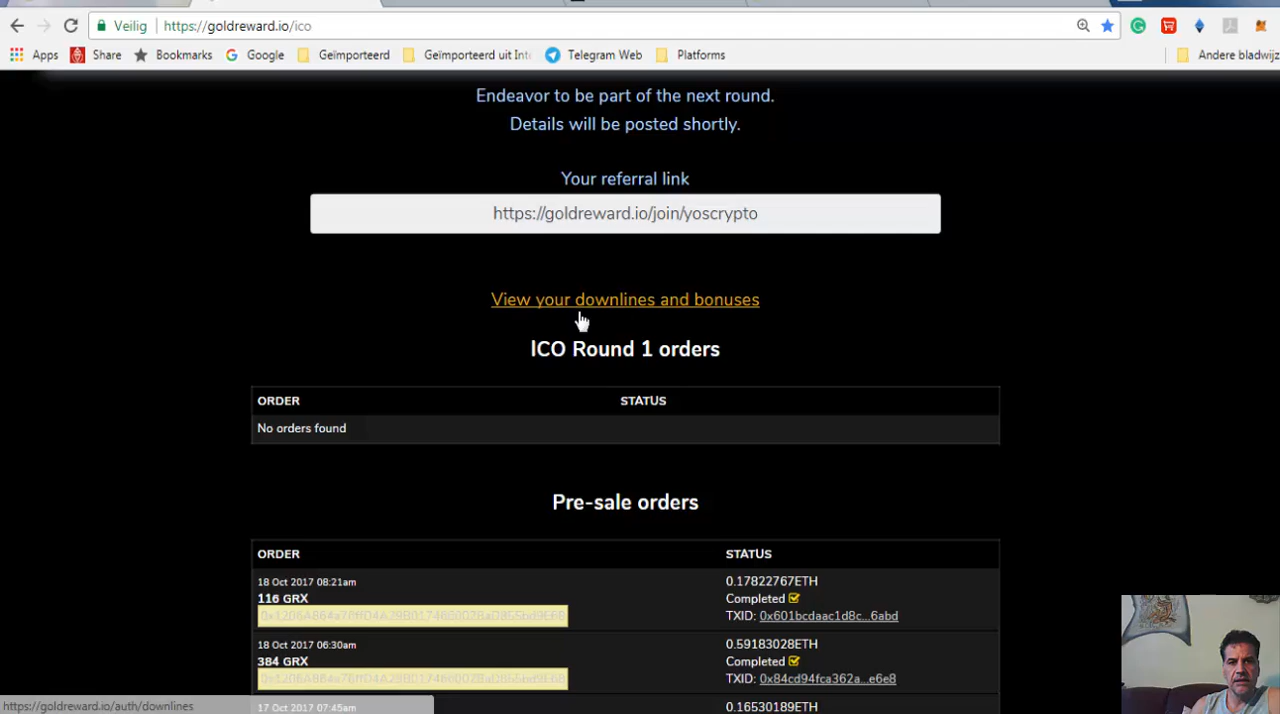 Veilig
https://goldreward.io/ico
Apps
Share
Bookmarks
Google
Geïmporteerd
Geïmporteerd uit Int
Telegram Web
Platforms
Andere bladwijz
Endeavor to be part of the next round.
Details will be posted shortly.
Your referral link
https://goldreward.io/join/yoscrypto
View your downlines and bonuses
ICO Round 1 orders
ORDER STATUS
No orders found
Pre-sale orders
ORDER STATUS
18 Oct 2017 08:21am 0.17822767ETH
116 GRX Completed
TXID: 0x601bcdaac1d8c...6abd
18 Oct 2017 06:30am 0.59183028ETH
384 GRX Completed
TXID: 0x84cd94fca362a...e6e8
17 Oct 2017 07:45am 0.16530189ETH
https://goldreward.io/auth/downlines